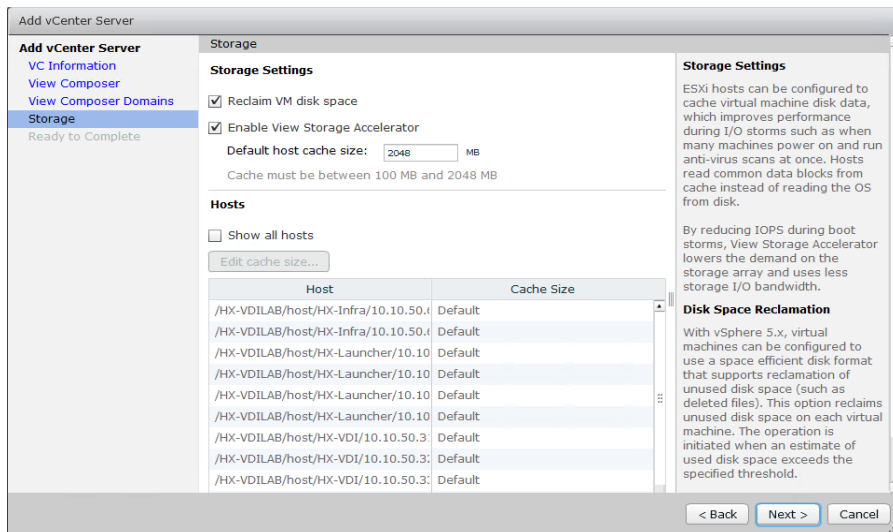 Add vCenter Server
Add vCenter Server
VC Information
View Composer
View Composer Domains
Storage
Ready to Complete
Storage
Storage Settings
Reclaim VM disk space
Enable View Storage Accelerator
Default host cache size: 2048 MB
Cache must be between 100 MB and 2048 MB
Hosts
Show all hosts
Edit cache size...
Host Cache Size
/HX-VDILAB/host/HX-Infra/10.10.50. Default
/HX-VDILAB/host/HX-Infra/10.10.50. Default
/HX-VDILAB/host/HX-Launcher/10.10 Default
/HX-VDILAB/host/HX-Launcher/10.10 Default
/HX-VDILAB/host/HX-Launcher/10.10 Default
/HX-VDILAB/host/HX-Launcher/10.10 Default
/HX-VDILAB/host/HX-VDI/10.10.50.3 Default
/HX-VDILAB/host/HX-VDI/10.10.50.3 Default
/HX-VDILAB/host/HX-VDI/10.10.50.3 Default
Storage Settings
ESXi hosts can be configured to
cache virtual machine disk data,
which improves performance
during I/O storms such as when
many machines power on and run
anti-virus scans at once. Hosts
read common data blocks from
cache instead of reading the OS
from disk.
By reducing IOPS during boot
storms, View Storage Accelerator
lowers the demand on the
storage array and uses less
storage I/O bandwidth.
Disk Space Reclamation
With vSphere 5.x, virtual
machines can be configured to
use a space efficient disk format
that supports reclamation of
unused disk space (such as
deleted files). This option reclaims
unused disk space on each virtual
machine. The operation is
initiated when an estimate of
used disk space exceeds the
specified threshold.
< Back Next > Cancel